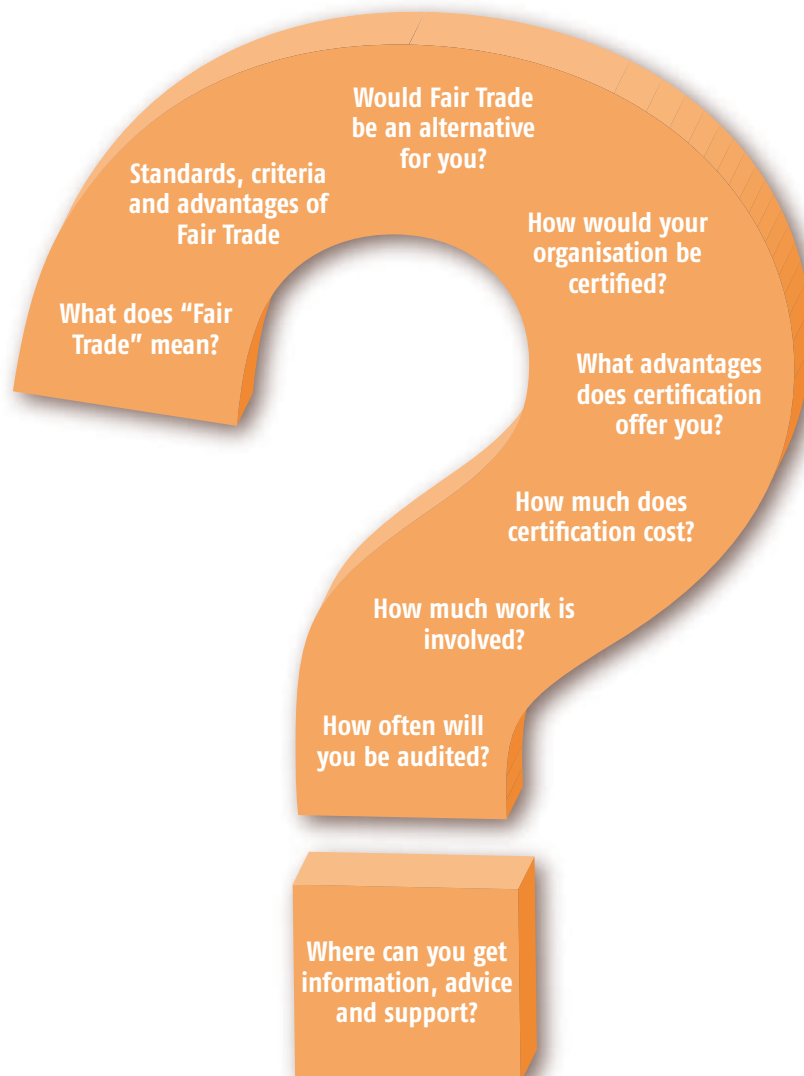 What does “Fair
Trade” mean?
Standards, criteria
and advantages of
Fair Trade
Would Fair Trade
be an alternative
for you?
How would your
organisation be
certified?
What advantages
does certification
offer you?
How much does
certification cost?
How much work is
involved?
How often will
you be audited?
Where can you get
information, advice
and support?